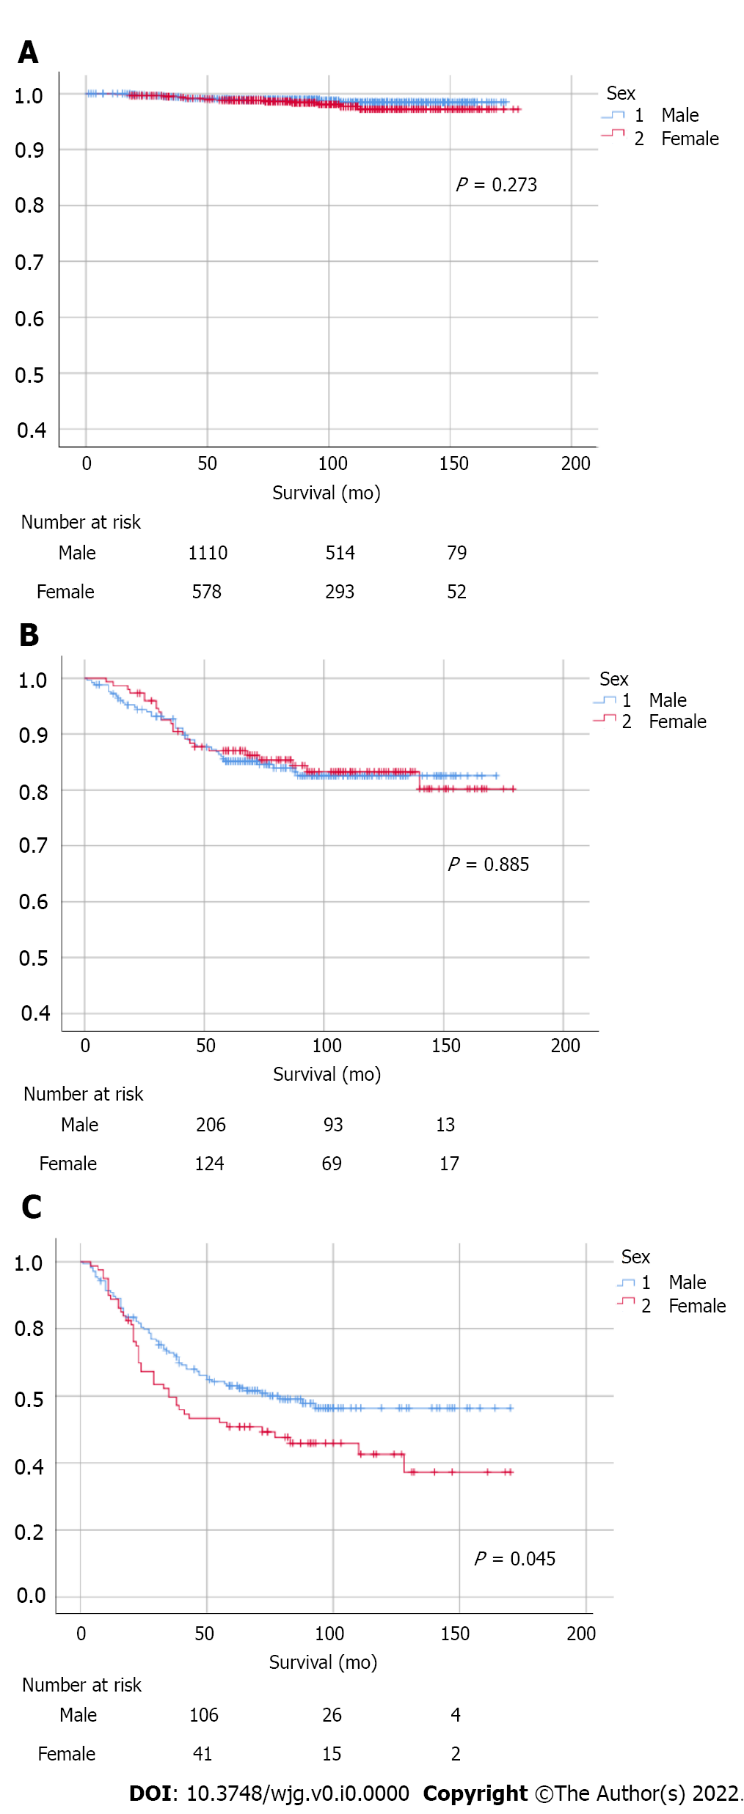 A
1.0
0.9
0.8
0.7
0.6
0.5
0.4
Sex
1 Male
2 Female
P = 0.273
0 50 100 150 200
Survival (mo)
Number at risk
Male 1110 514 79
Female 578 293 52
B
1.0
0.9
0.8
0.7
0.6
0.5
0.4
Sex
1 Male
2 Female
P = 0.885
0 50 100 150 200
Survival (mo)
Number at risk
Male 206 93 13
Female 124 69 17
C
1.0
0.8
0.5
0.4
0.2
0.0
Sex
1 Male
2 Female
P = 0.045
0 50 100 150 200
Survival (mo)
Number at risk
Male 106 26 4
Female 41 15 2
DOI: 10.3748/wjg.v0.i0.0000 Copyright ©The Author(s) 2022.